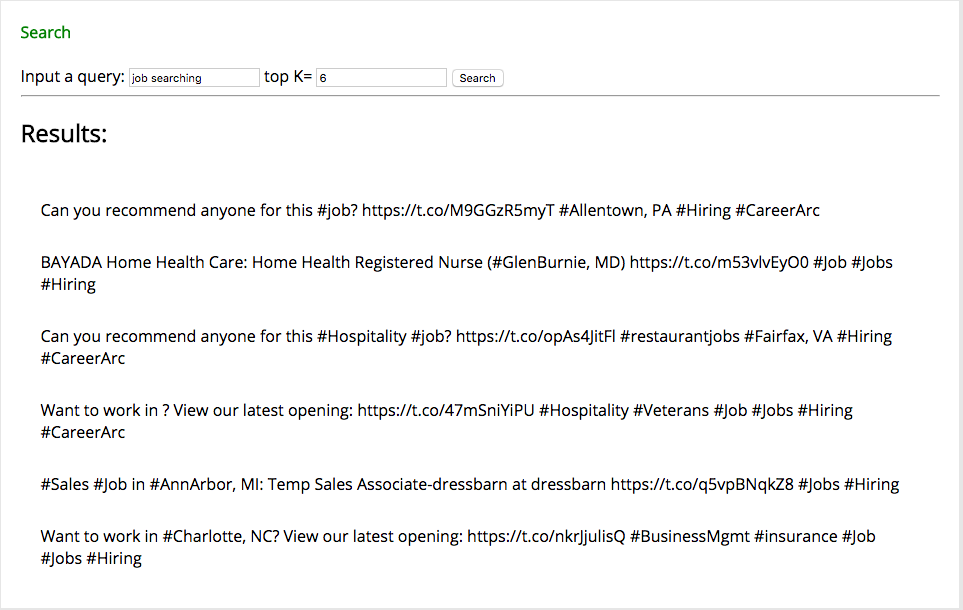 Search
Input a query: job searching top K= 6 Search
Results:
Can you recommend anyone for this #job? https://t.co/M9GGzR5myT #Allentown, PA #Hiring #CareerArc
BAYADA Home Health Care: Home Health Registered Nurse (#GlenBurnie, MD) https://t.co/m53vlvEyO0 #Job #Jobs
#Hiring
Can you recommend anyone for this #Hospitality #job? https://t.co/opAs4JitFl #restaurantjobs #Fairfax, VA #Hiring
#CareerArc
Want to work in ? View our latest opening: https://t.co/47mSniYiPU #Hospitality #Veterans #Job #Jobs #Hiring
#CareerArc
#Sales #Job in #AnnArbor, MI: Temp Sales Associate-dressbarn at dressbarn https://t.co/q5vpBNqkZ8 #Jobs #Hiring
Want to work in #Charlotte, NC? View our latest opening: https://t.co/nkrJjulisQ #BusinessMgmt #insurance #Job
#Jobs #Hiring